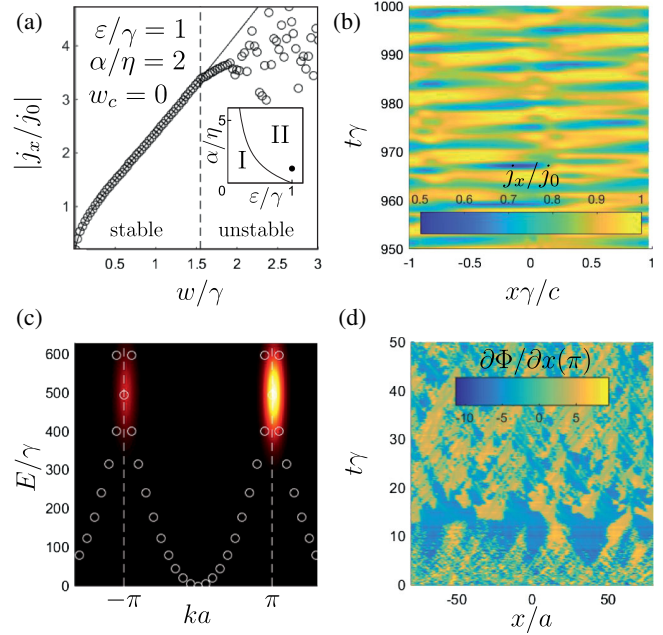 (a)
ε/γ = 1
α/η = 2
w_c = 0
|j_x/j_0|
4
3
2
1
5
α/η
I
II
ε/γ
0
1
stable
unstable
0.5 1 1.5 2 2.5 3
w/γ
(b)
1000
990
980
970
960
950
tγ
j_x/j_0
0.5 0.6 0.7 0.8 0.9 1
-1 -0.5 0 0.5 1
xγ/c
(c)
600
500
400
300
200
100
0
E/γ
−π π
ka
(d)
50
40
30
20
10
0
tγ
∂Φ/∂x(π)
-10 -5 0 5
-50 0 50
x/a